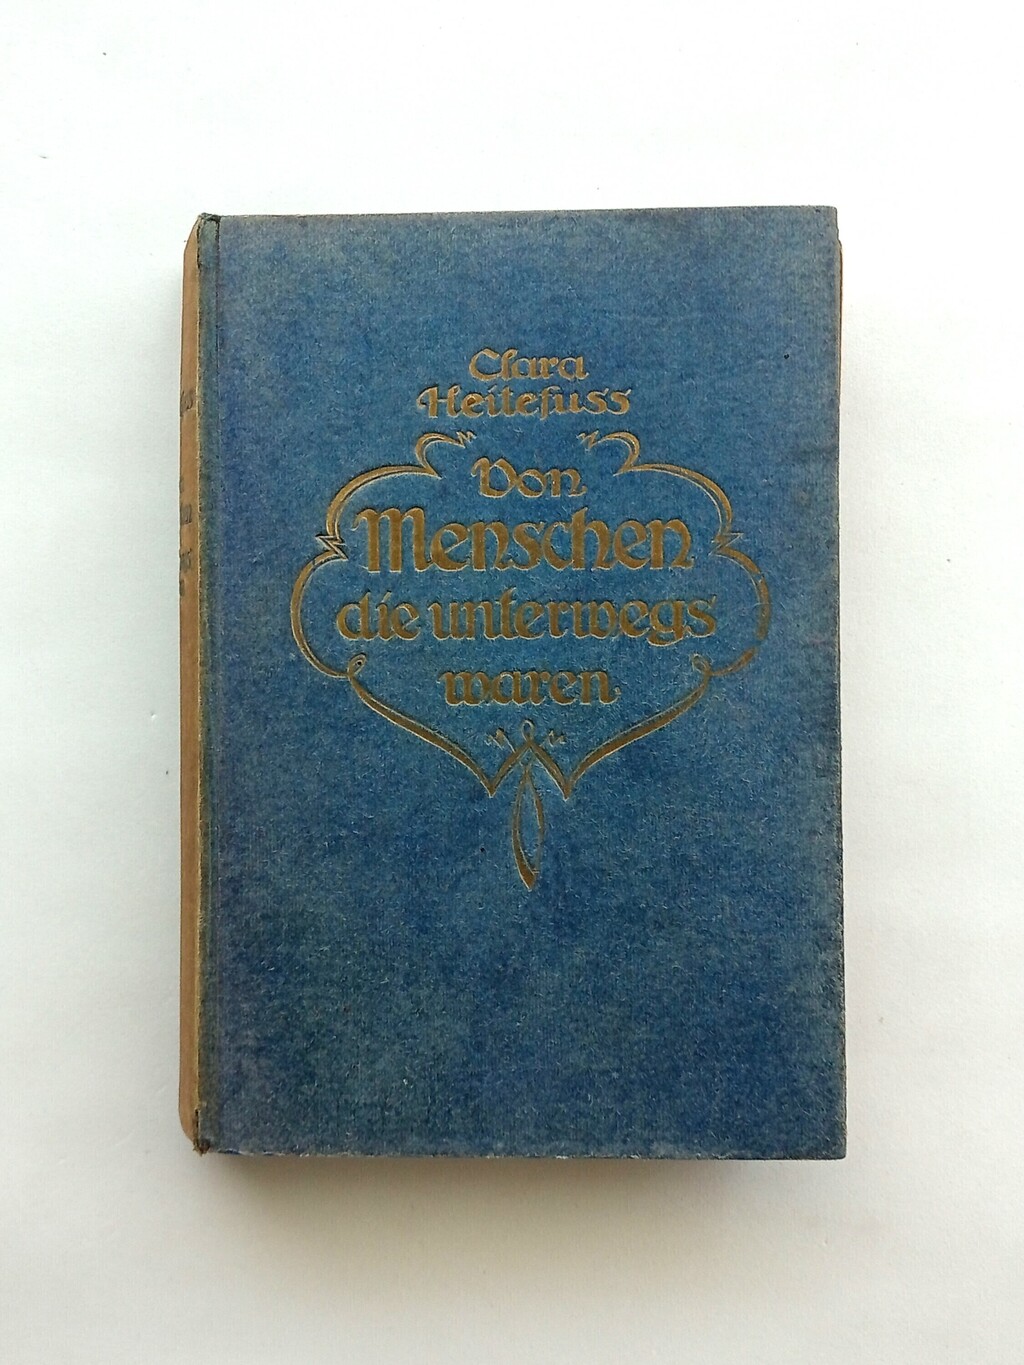 Clara
Heitefuss
Von
Menschen
die unterwegs
waren